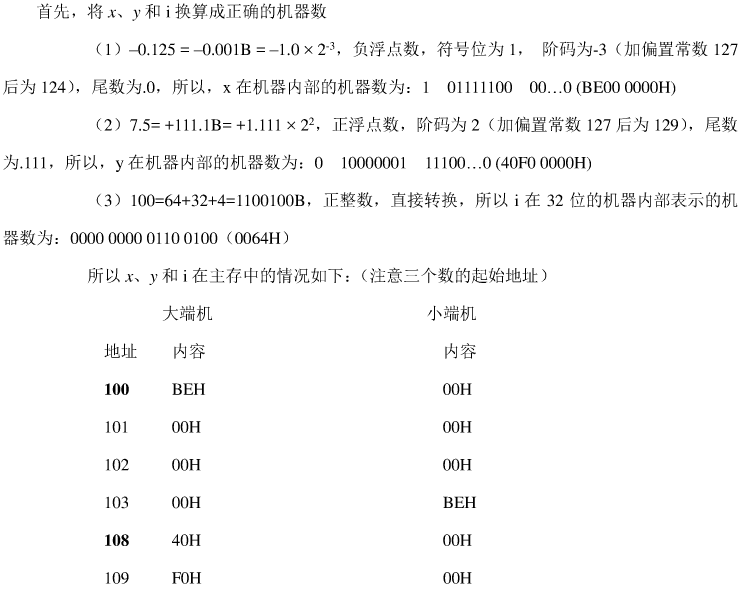 首先，将 x、y 和 i 换算成正确的机器数
（1）–0.125 = –0.001B = –1.0 × 2⁻³，负浮点数，符号位为 1， 阶码为-3（加偏置常数 127
后为 124），尾数为.0，所以，x 在机器内部的机器数为：1 01111100 00…0 (BE00 0000H)
（2）7.5= +111.1B= +1.111 × 2²，正浮点数，阶码为 2（加偏置常数 127 后为 129），尾数
为.111，所以，y 在机器内部的机器数为：0 10000001 11100…0 (40F0 0000H)
（3）100=64+32+4=1100100B，正整数，直接转换，所以 i 在 32 位的机器内部表示的机
器数为：0000 0000 0110 0100（0064H）
所以 x、y 和 i 在主存中的情况如下：（注意三个数的起始地址）
大端机 小端机
地址 内容 内容
100 BEH 00H
101 00H 00H
102 00H 00H
103 00H BEH
108 40H 00H
109 F0H 00H